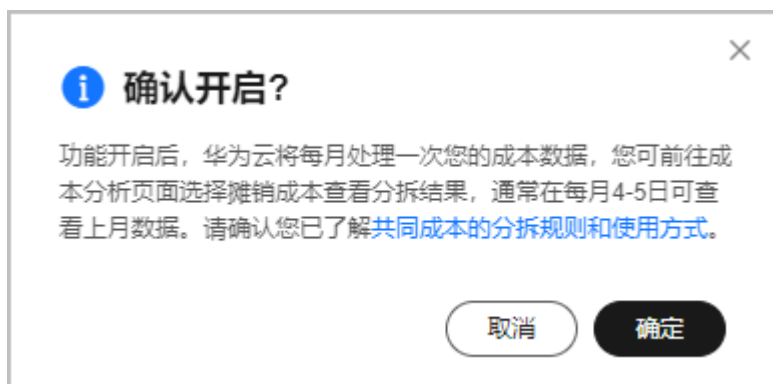 确认开启?
功能开启后，华为云将每月处理一次您的成本数据，您可前往成
本分析页面选择摊销成本查看分拆结果，通常在每月4-5日可查
看上月数据。请确认您已了解共同成本的分拆规则和使用方式。
取消 确定